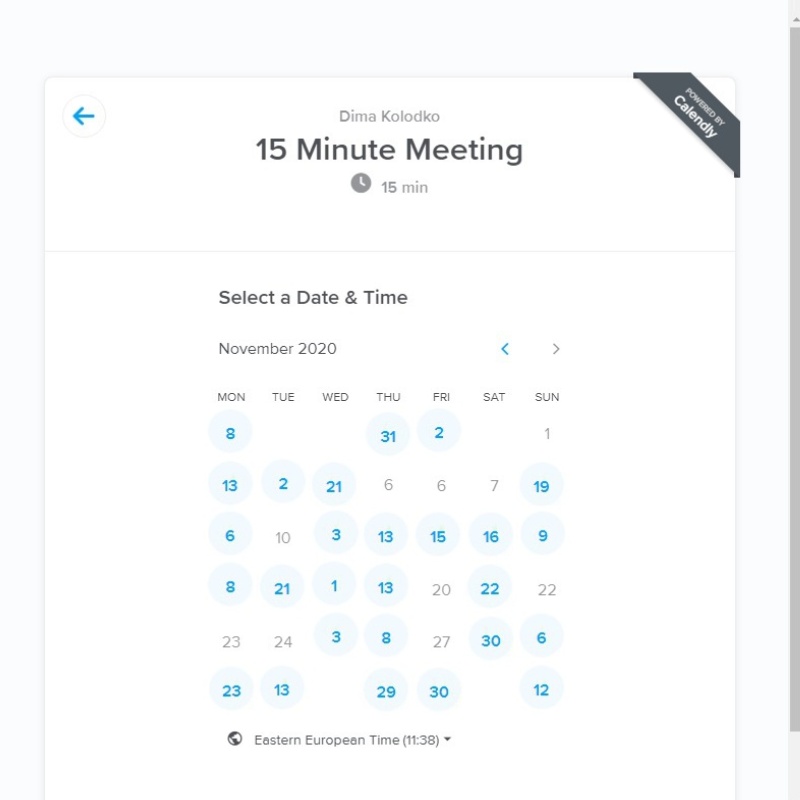 Dima Kolodko
15 Minute Meeting
15 min
POWERED BY
Calendly
Select a Date & Time
November 2020
MON TUE WED THU FRI SAT SUN
8 31 2 1
13 2 21 6 6 7 19
6 10 3 13 15 16 9
8 21 1 13 20 22 22
23 24 3 8 27 30 6
23 13 29 30 12
Eastern European Time (11:38)